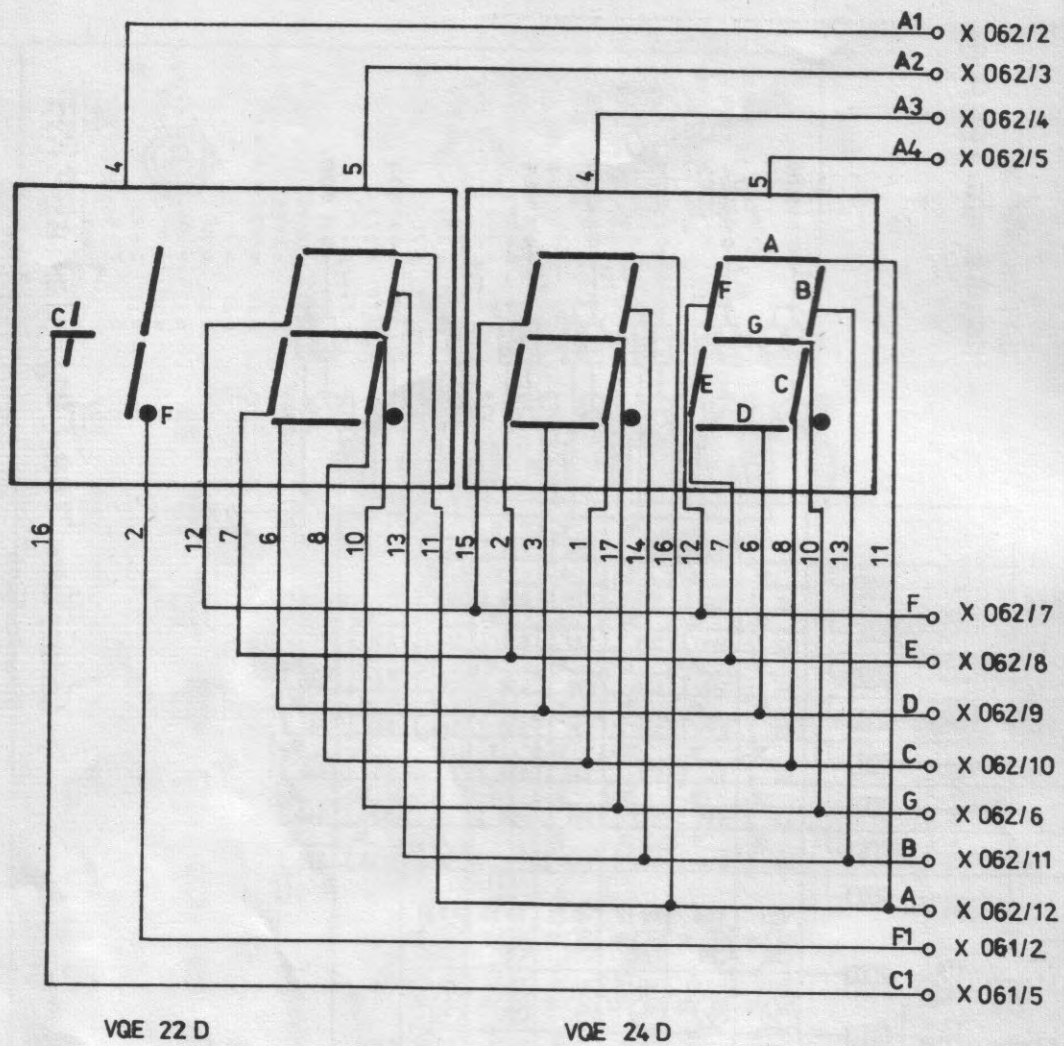 A1 X 062/2
A2 X 062/3
A3 X 062/4
A4 X 062/5
4 5 4 5
A
F B
C G
E C
F D
16 2 12 7 6 8 10 13 11 15 2 3 1 17 14 16 12 7 6 8 10 13 11
F X 062/7
E X 062/8
D X 062/9
C X 062/10
G X 062/6
B X 062/11
A X 062/12
F1 X 061/2
C1 X 061/5
VQE 22 D VQE 24 D